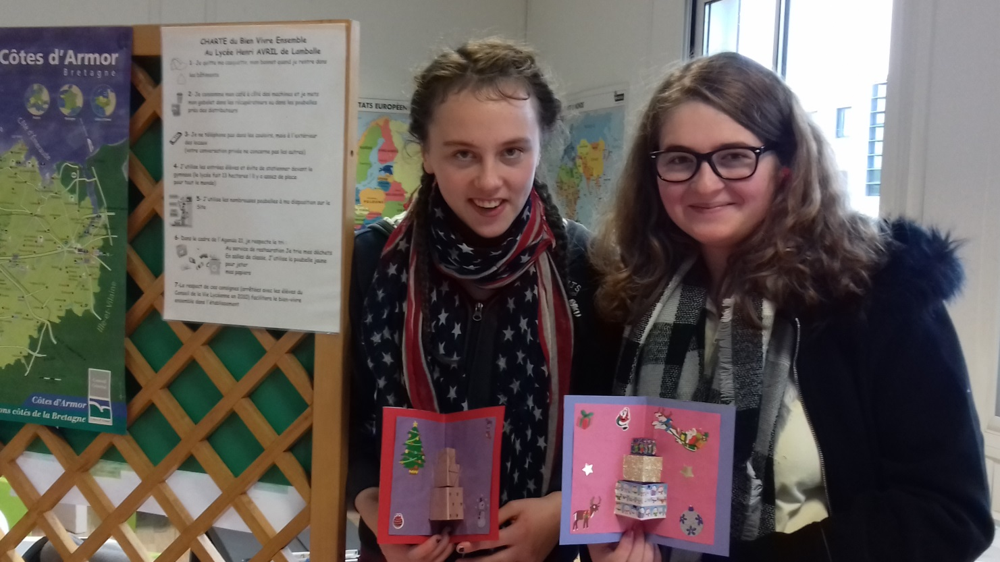 Côtes d'Armor
Bretagne
Ille-et-Vilaine
Côtes d'Armor
ons côtés de la Bretagne
CHARTE du Bien Vivre Ensemble
Au Lycée Henri AVRIL de Lamballe
1- Je quitte ma casquette, mon bonnet quand je rentre dans
les bâtiments
2- Je consomme mon café à côté des machines et je mets
mon gobelet dans les récupérateurs ou dans les poubelles
près des distributeurs
3- Je ne téléphone pas dans les couloirs, mais à l'extérieur
des locaux
(votre conversation privée ne concerne pas les autres)
4- J'utilise les entrées élèves et évite de stationner devant le
gymnase (le lycée fait 13 hectares ! il y a assez de place
pour tout le monde)
5- J'utilise les nombreuses poubelles à ma disposition sur le
Site
6- Dans le cadre de l'Agenda 21, je respecte le tri :
Au service de restauration Je trie mes déchets
En salles de classe, J'utilise la poubelle jaune
pour jeter
mes papiers
7-Le respect de ces consignes (arrêtées avec les élèves du
Conseil de la Vie Lycéenne en 2010) facilitera le bien-vivre
ensemble dans l'établissement
TATS EUROPÉEN